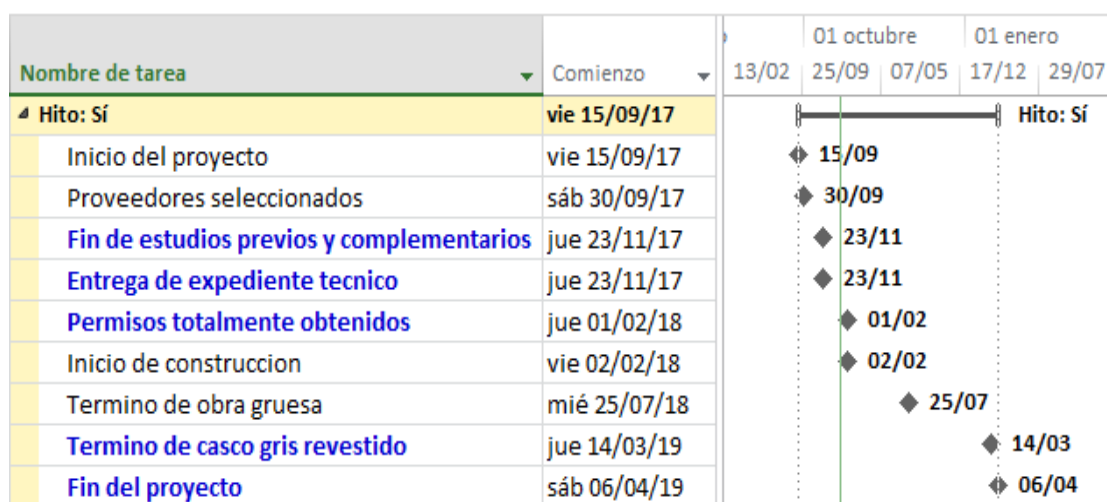 01 octubre 01 enero
Nombre de tarea Comienzo 13/02 25/09 07/05 17/12 29/07
Hito: Sí vie 15/09/17 Hito: Sí
Inicio del proyecto vie 15/09/17 15/09
Proveedores seleccionados sáb 30/09/17 30/09
Fin de estudios previos y complementarios jue 23/11/17 23/11
Entrega de expediente tecnico jue 23/11/17 23/11
Permisos totalmente obtenidos jue 01/02/18 01/02
Inicio de construccion vie 02/02/18 02/02
Termino de obra gruesa mié 25/07/18 25/07
Termino de casco gris revestido jue 14/03/19 14/03
Fin del proyecto sáb 06/04/19 06/04